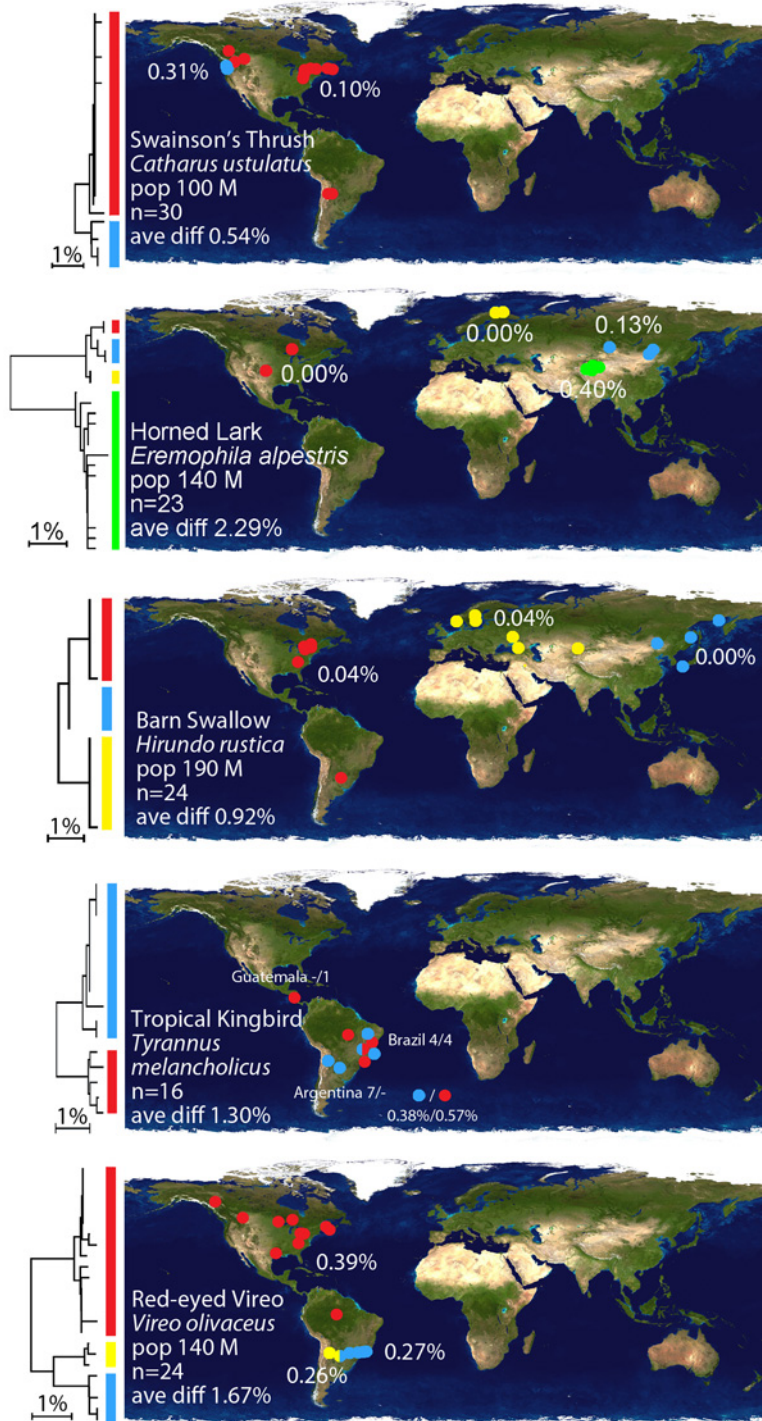 0.31%
0.10%
Swainson's Thrush
Catharus ustulatus
pop 100 M
n=30
ave diff 0.54%
1%
0.00%
0.13%
0.00%
0.40%
Horned Lark
Eremophila alpestris
pop 140 M
n=23
ave diff 2.29%
1%
0.04%
0.00%
0.04%
Barn Swallow
Hirundo rustica
pop 190 M
n=24
ave diff 0.92%
1%
Guatemala -/1
Tropical Kingbird
Tyrannus
melancholicus
n=16
ave diff 1.30%
Brazil 4/4
Argentina 7/-
/
0.38%/0.57%
1%
0.39%
Red-eyed Vireo
Vireo olivaceus
pop 140 M
n=24
ave diff 1.67%
0.27%
0.26%
1%